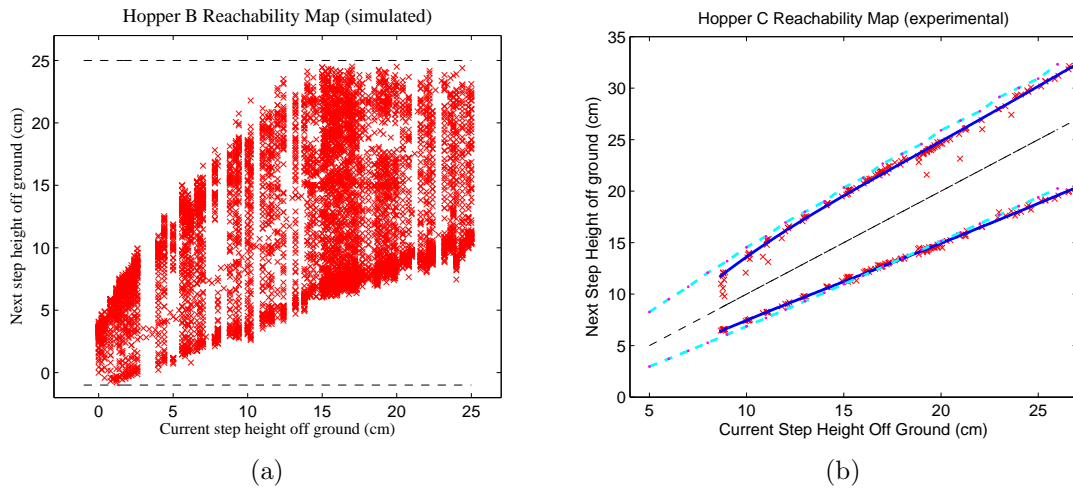 Hopper B Reachability Map (simulated)
25
20
15
10
5
0
Next step height off ground (cm)
0 5 10 15 20 25
Current step height off ground (cm)
(a)
Hopper C Reachability Map (experimental)
35
30
25
20
15
10
5
0
Next Step Height off ground (cm)
5 10 15 20 25
Current Step Height Off Ground (cm)
(b)